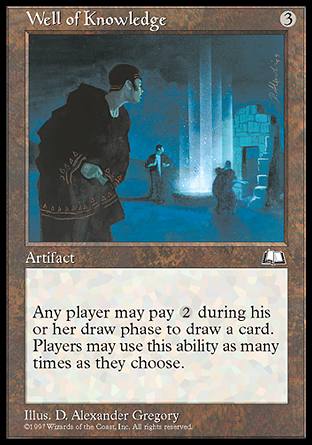 Well of Knowledge 3
Artifact
Any player may pay 2 during his
or her draw phase to draw a card.
Players may use this ability as many
times as they choose.
Illus. D. Alexander Gregory
©1997 Wizards of the Coast, Inc. All rights reserved.